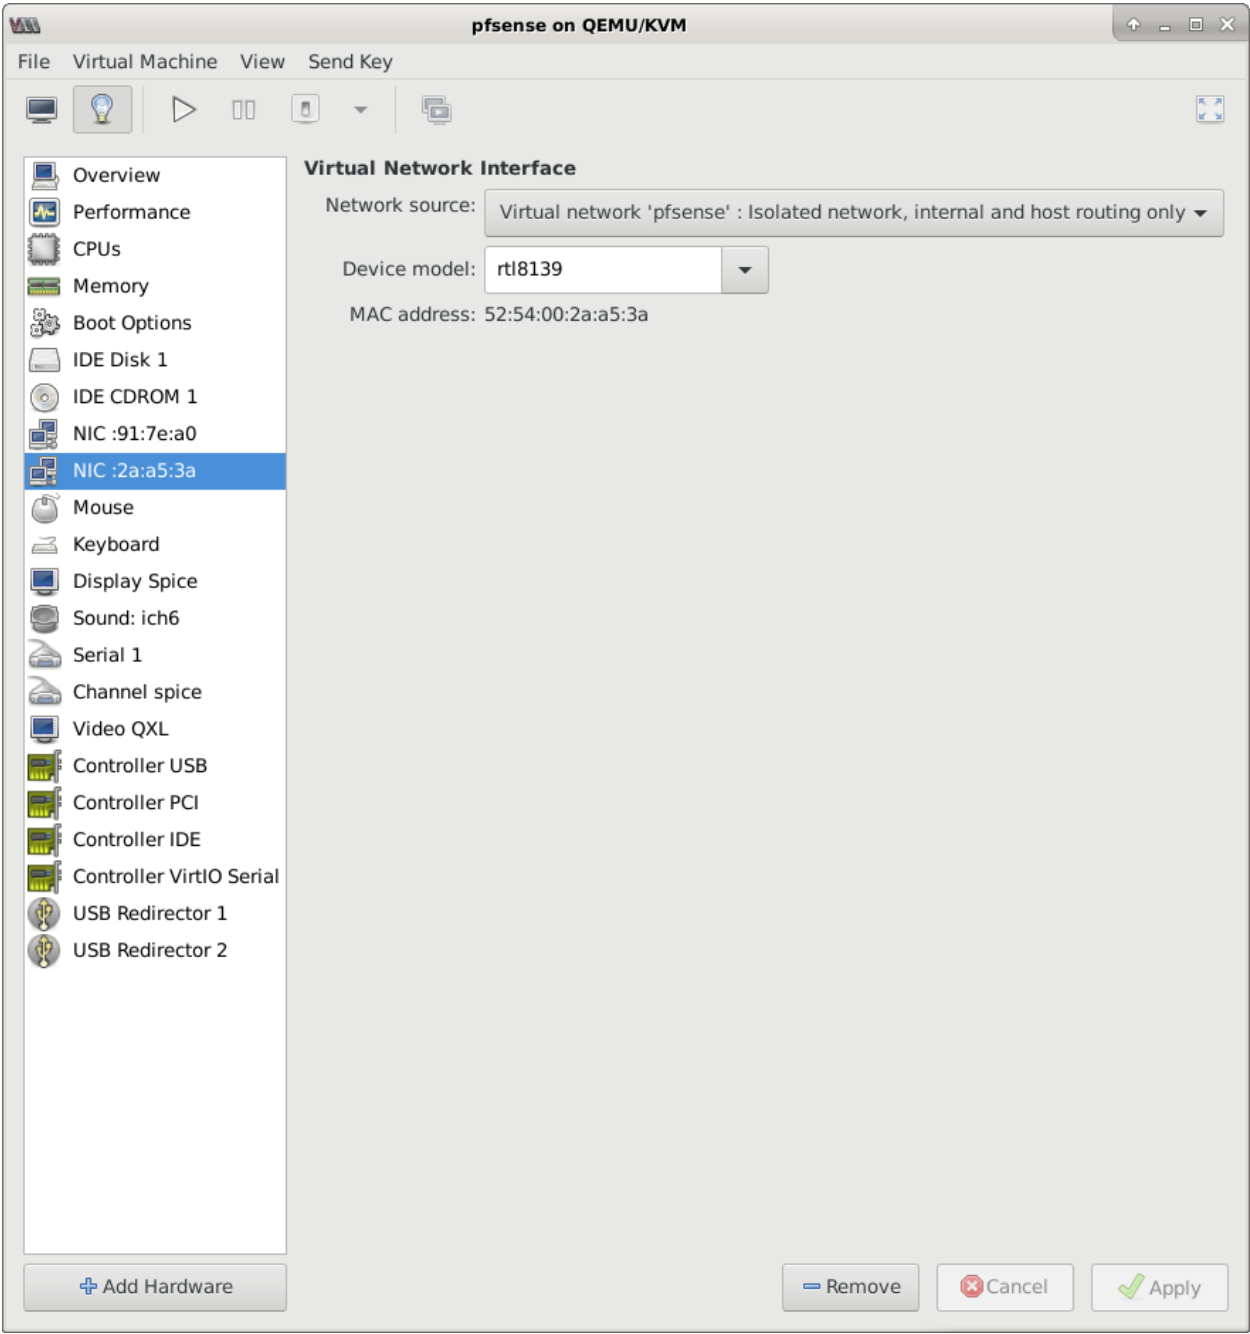 pfsense on QEMU/KVM
File Virtual Machine View Send Key
Overview
Performance
CPUs
Memory
Boot Options
IDE Disk 1
IDE CDROM 1
NIC :91:7e:a0
NIC :2a:a5:3a
Mouse
Keyboard
Display Spice
Sound: ich6
Serial 1
Channel spice
Video QXL
Controller USB
Controller PCI
Controller IDE
Controller VirtIO Serial
USB Redirector 1
USB Redirector 2
Add Hardware
Virtual Network Interface
Network source: Virtual network 'pfsense' : Isolated network, internal and host routing only
Device model: rtl8139
MAC address: 52:54:00:2a:a5:3a
Remove Cancel Apply